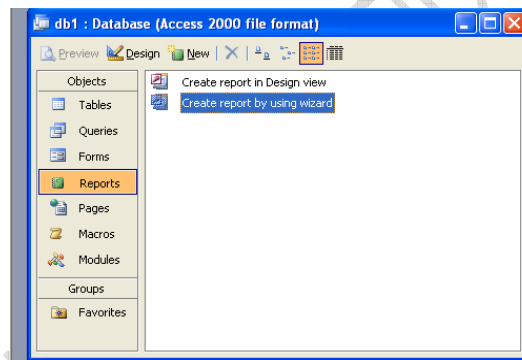 db1 : Database (Access 2000 file format)
Preview Design New
Objects
Tables
Queries
Forms
Reports
Pages
Macros
Modules
Groups
Favorites
Create report in Design view
Create report by using wizard